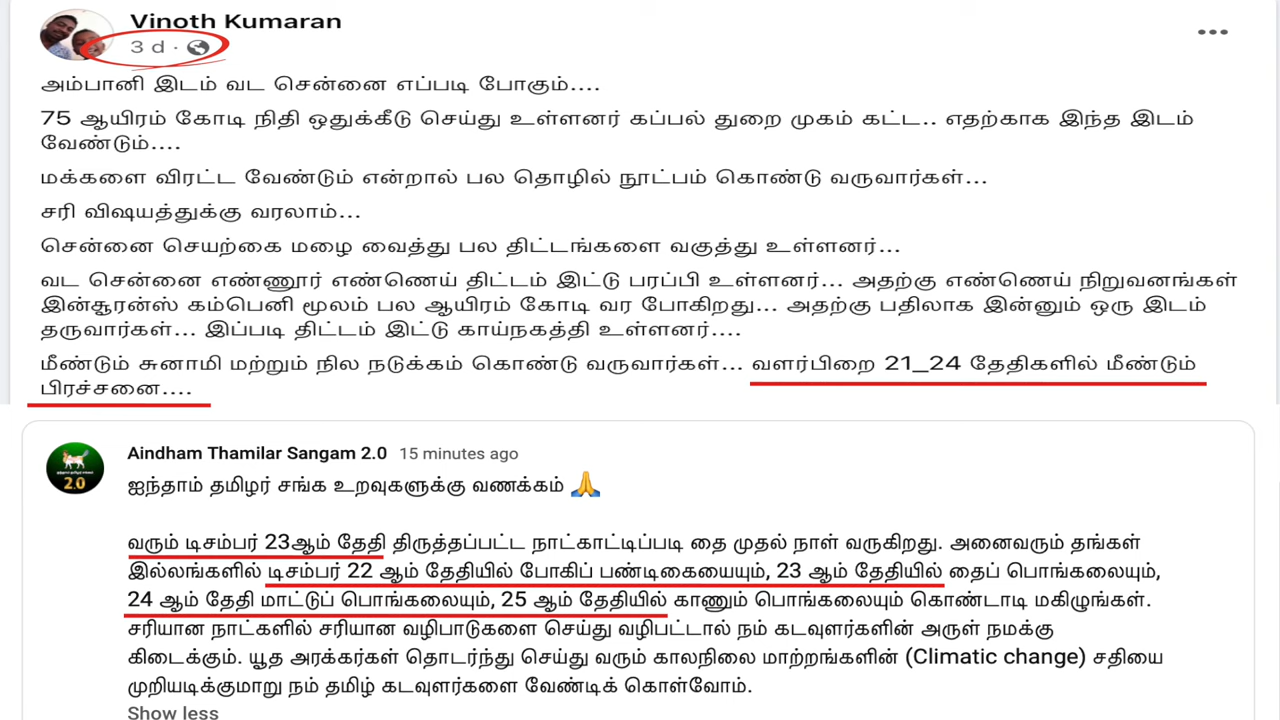 Vinoth Kumaran
3 d ·
அம்பானி இடம் வட சென்னை எப்படி போகும்....
75 ஆயிரம் கோடி நிதி ஒதுக்கீடு செய்து உள்ளனர் கப்பல் துறை முகம் கட்ட.. எதற்காக இந்த இடம்
வேண்டும்....
மக்களை விரட்ட வேண்டும் என்றால் பல தொழில் நூட்பம் கொண்டு வருவார்கள்...
சரி விஷயத்துக்கு வரலாம்...
சென்னை செயற்கை மழை வைத்து பல திட்டங்களை வகுத்து உள்ளனர்...
வட சென்னை எண்ணூர் எண்ணெய் திட்டம் இட்டு பரப்பி உள்ளனர்... அதற்கு எண்ணெய் நிறுவனங்கள்
இன்சூரன்ஸ் கம்பெனி மூலம் பல ஆயிரம் கோடி வர போகிறது... அதற்கு பதிலாக இன்னும் ஒரு இடம்
தருவார்கள்... இப்படி திட்டம் இட்டு காய்நகத்தி உள்ளனர்....
மீண்டும் சுனாமி மற்றும் நில நடுக்கம் கொண்டு வருவார்கள்... வளர்பிறை 21_24 தேதிகளில் மீண்டும்
பிரச்சனை....
Aindham Thamilar Sangam 2.0 15 minutes ago
2.0
ஐந்தாம் தமிழர் சங்க உறவுகளுக்கு வணக்கம் 🙏
வரும் டிசம்பர் 23ஆம் தேதி திருத்தப்பட்ட நாட்காட்டிப்படி தை முதல் நாள் வருகிறது. அனைவரும் தங்கள்
இல்லங்களில் டிசம்பர் 22 ஆம் தேதியில் போகிப் பண்டிகையையும், 23 ஆம் தேதியில் தைப் பொங்கலையும்,
24 ஆம் தேதி மாட்டுப் பொங்கலையும், 25 ஆம் தேதியில் காணும் பொங்கலையும் கொண்டாடி மகிழுங்கள்.
சரியான நாட்களில் சரியான வழிபாடுகளை செய்து வழிபட்டால் நம் கடவுளர்களின் அருள் நமக்கு
கிடைக்கும். யூத அரக்கர்கள் தொடர்ந்து செய்து வரும் காலநிலை மாற்றங்களின் (Climatic change) சதியை
முறியடிக்குமாறு நம் தமிழ் கடவுளர்களை வேண்டிக் கொள்வோம்.
Show less